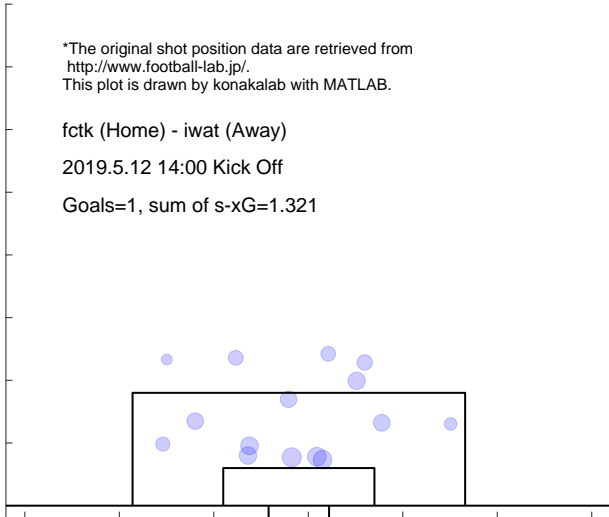 *The original shot position data are retrieved from
http://www.football-lab.jp/.
This plot is drawn by konakalab with MATLAB.
fctk (Home) - iwat (Away)
2019.5.12 14:00 Kick Off
Goals=1, sum of s-xG=1.321